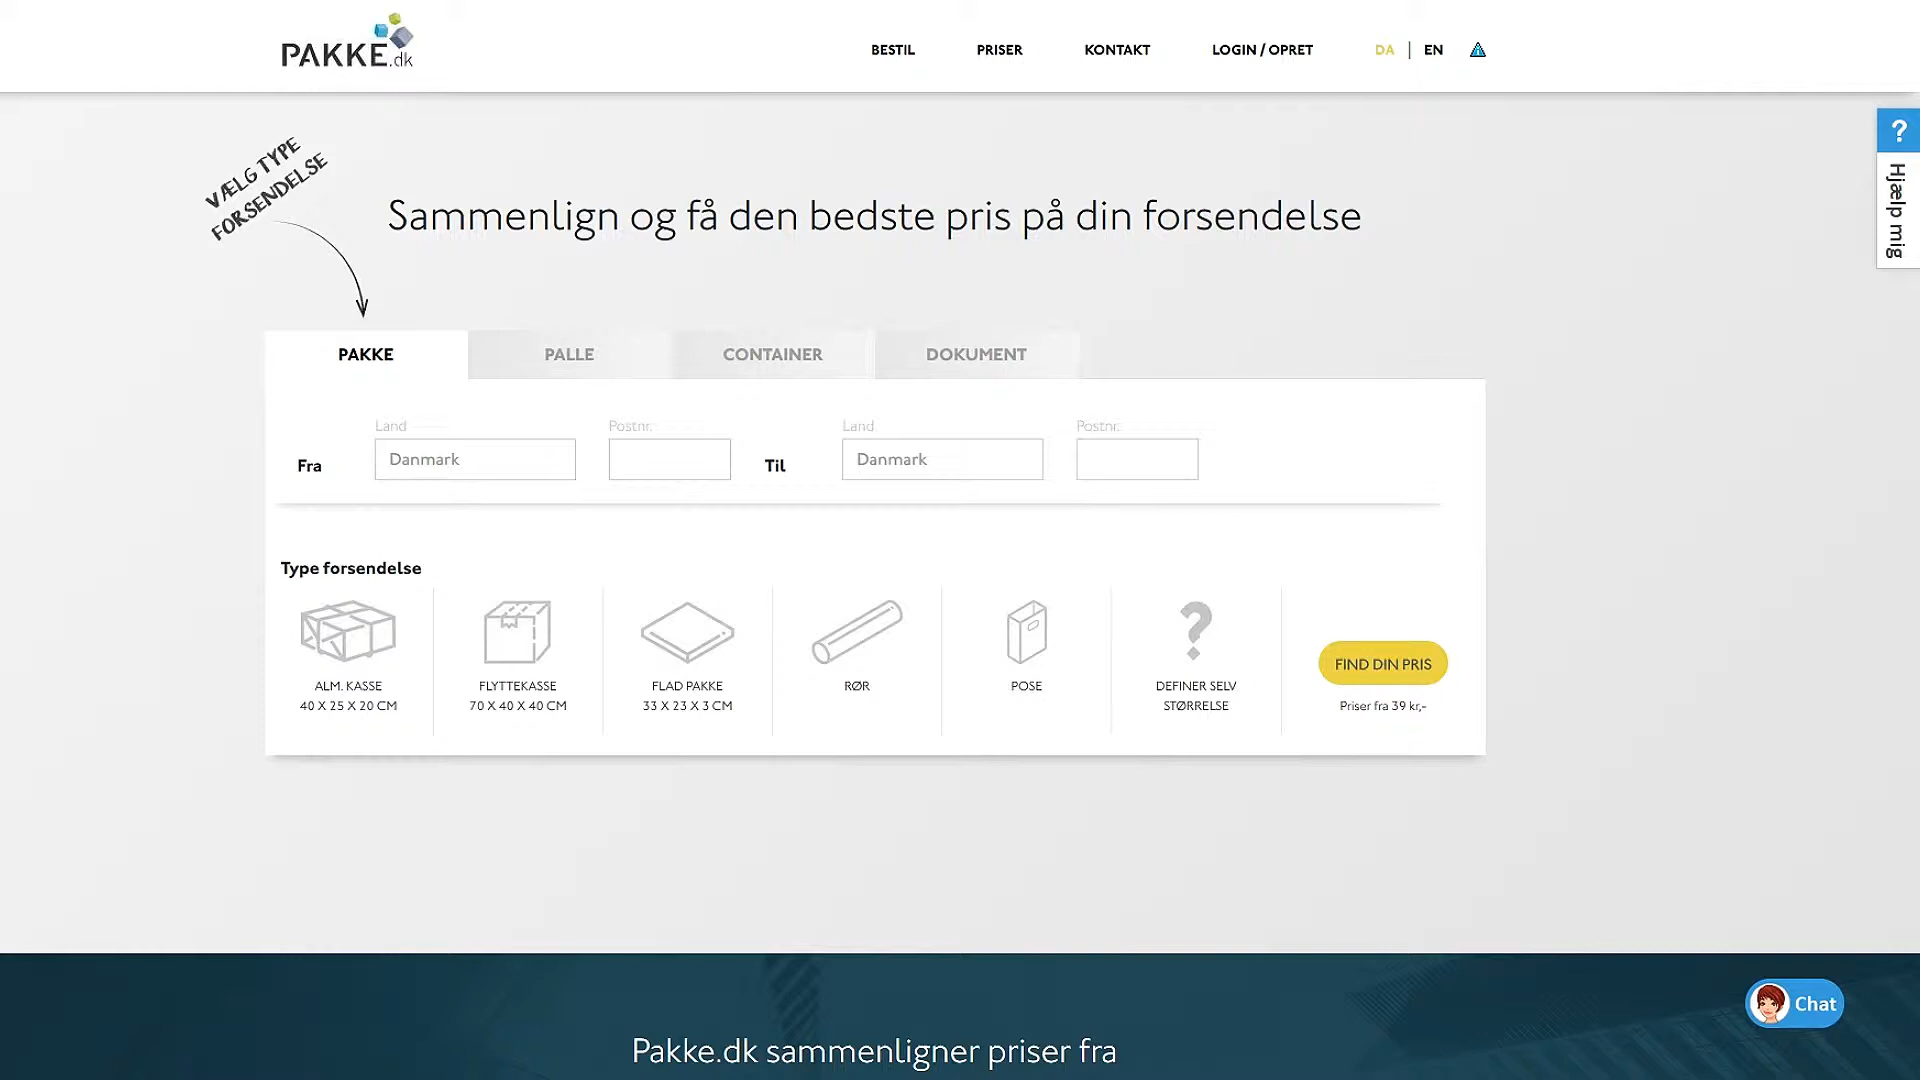 PAKKE.dk
BESTIL
PRISER
KONTAKT
LOGIN / OPRET
DA | EN
?
Hjælp mig
VÆLG TYPE
FORSENDELSE
Sammenlign og få den bedste pris på din forsendelse
PAKKE
PALLE
CONTAINER
DOKUMENT
Land
Postnr.
Land
Postnr.
Fra
Danmark
Til
Danmark
Type forsendelse
ALM. KASSE
40 X 25 X 20 CM
FLYTTEKASSE
70 X 40 X 40 CM
FLAD PAKKE
33 X 23 X 3 CM
RØR
POSE
DEFINER SELV
STØRRELSE
FIND DIN PRIS
Priser fra 39 kr,-
Chat
Pakke.dk sammenligner priser fra